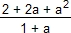 2 + 2a + a²
1 + a